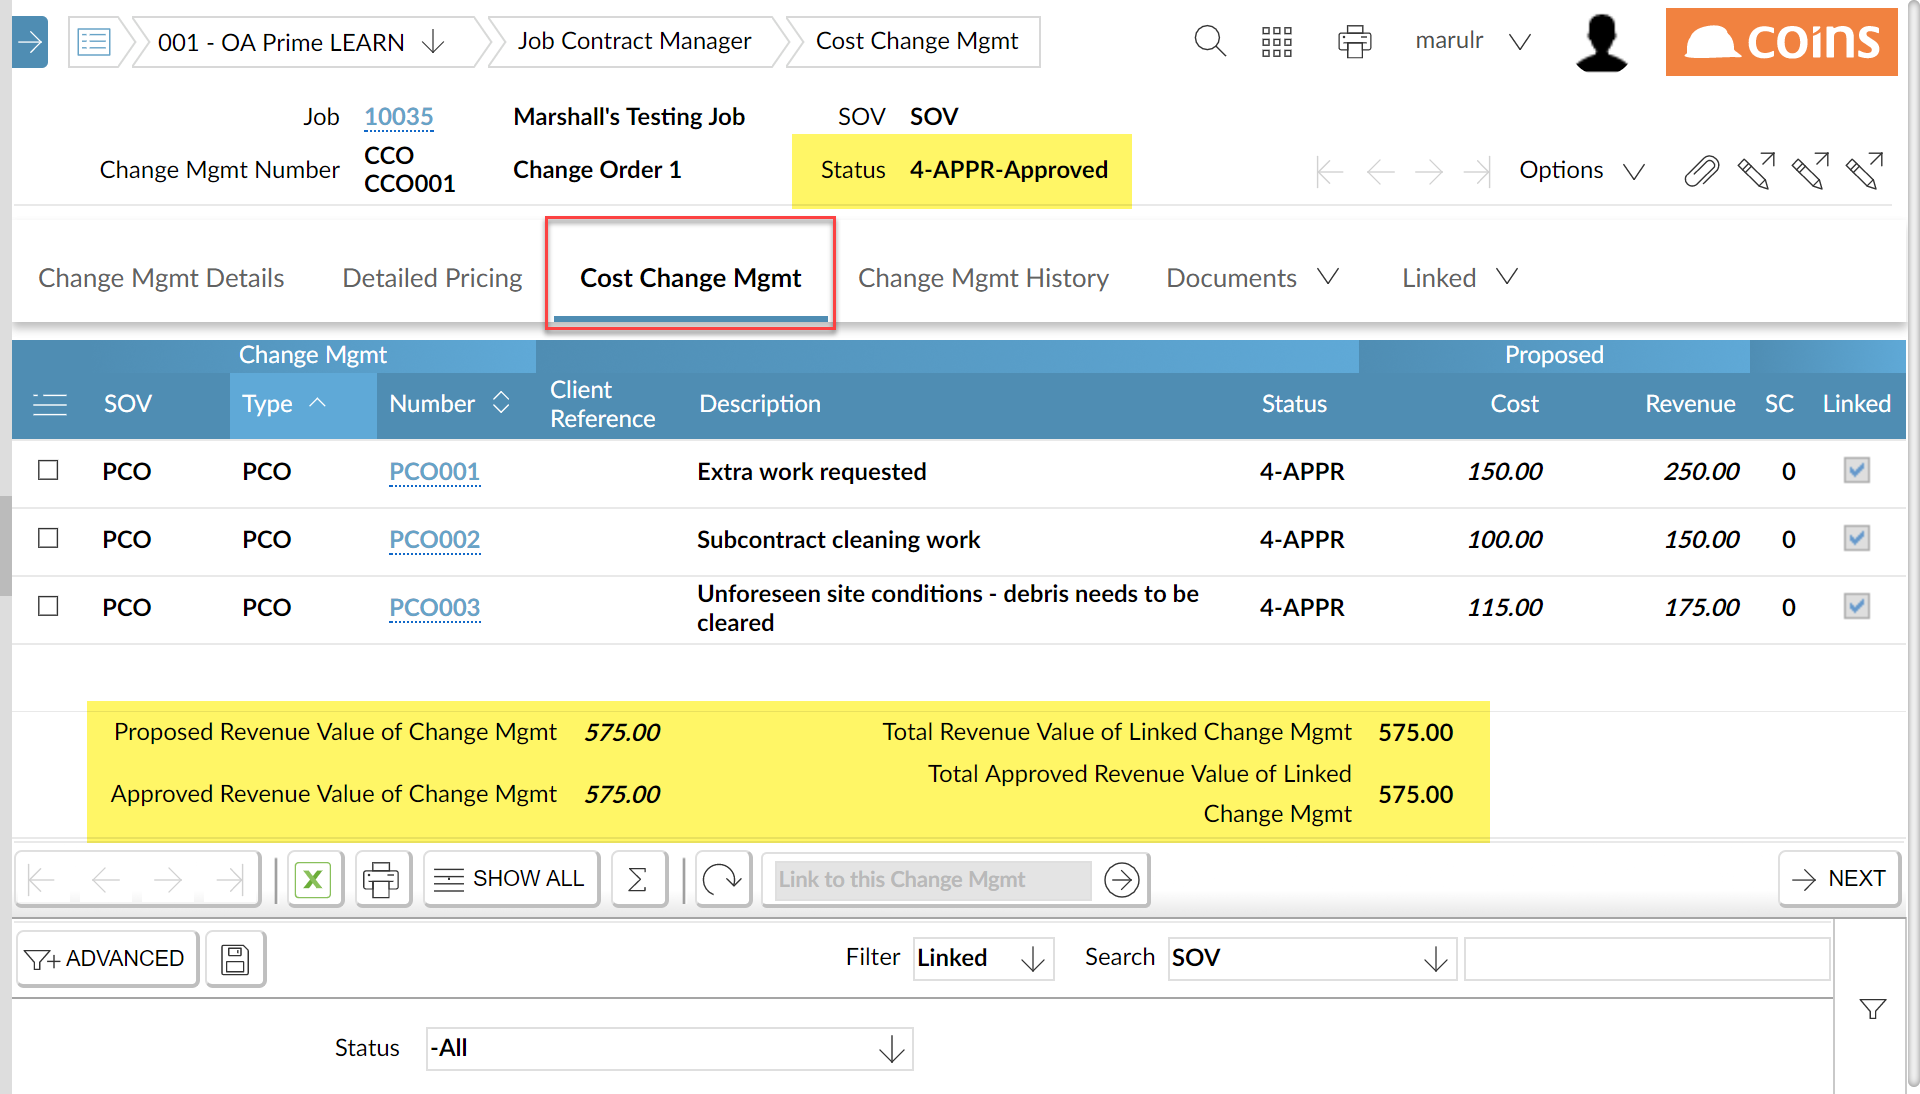 001 - OA Prime LEARN
Job Contract Manager
Cost Change Mgmt
marulr
coins
Job 10035 Marshall's Testing Job SOV SOV
Change Mgmt Number CCO CCO001 Change Order 1 Status 4-APPR-Approved
Options
Change Mgmt Details Detailed Pricing Cost Change Mgmt Change Mgmt History Documents Linked
Change Mgmt Proposed
SOV Type Number Client Reference Description Status Cost Revenue SC Linked
PCO PCO PCO001 Extra work requested 4-APPR 150.00 250.00 0
PCO PCO PCO002 Subcontract cleaning work 4-APPR 100.00 150.00 0
PCO PCO PCO003 Unforeseen site conditions - debris needs to be cleared 4-APPR 115.00 175.00 0
Proposed Revenue Value of Change Mgmt 575.00 Total Revenue Value of Linked Change Mgmt 575.00
Approved Revenue Value of Change Mgmt 575.00 Total Approved Revenue Value of Linked Change Mgmt 575.00
X SHOW ALL Σ Link to this Change Mgmt NEXT
ADVANCED Filter Linked Search SOV
Status -All